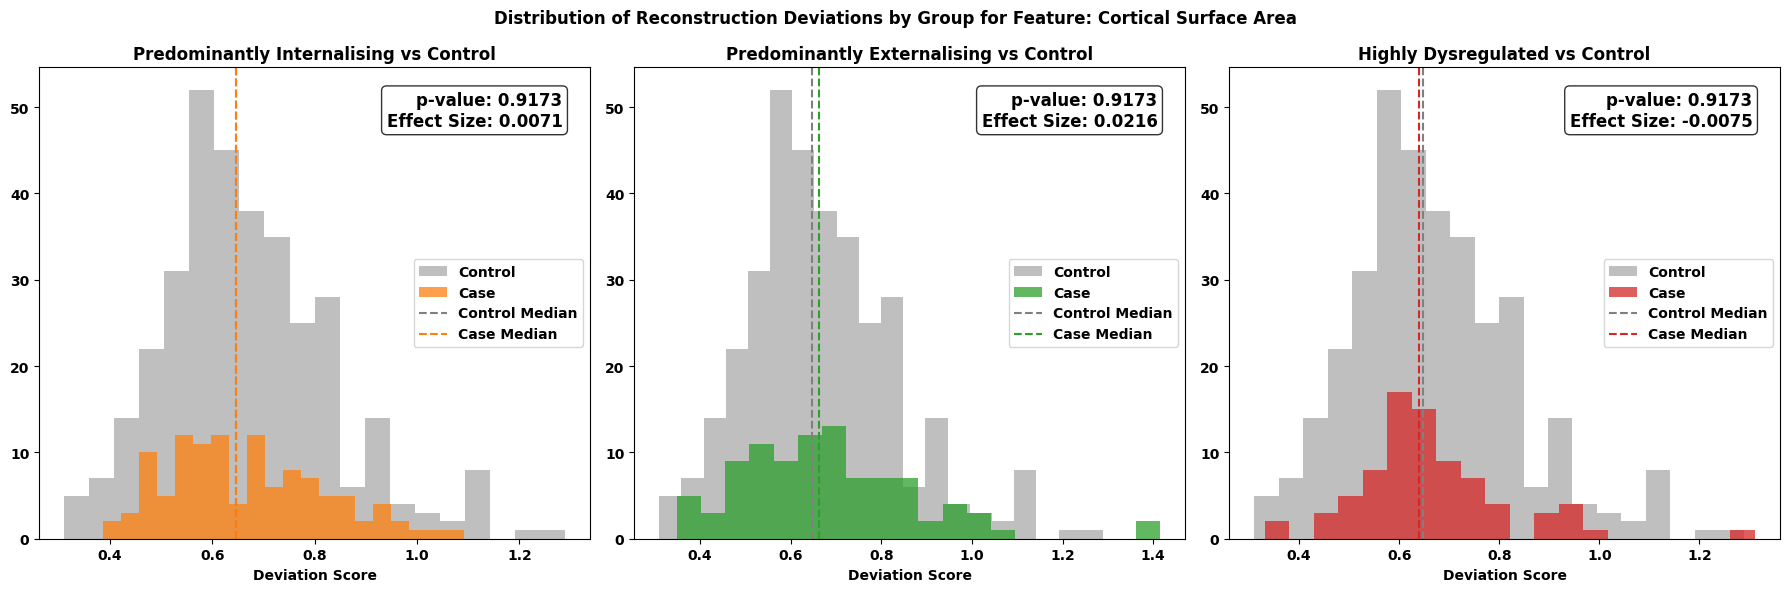 Distribution of Reconstruction Deviations by Group for Feature: Cortical Surface Area
Predominantly Internalising vs Control
p-value: 0.9173
Effect Size: 0.0071
Control
Case
Control Median
Case Median
50
40
30
20
10
0
0.4 0.6 0.8 1.0 1.2
Deviation Score
Predominantly Externalising vs Control
p-value: 0.9173
Effect Size: 0.0216
Control
Case
Control Median
Case Median
50
40
30
20
10
0
0.4 0.6 0.8 1.0 1.2 1.4
Deviation Score
Highly Dysregulated vs Control
p-value: 0.9173
Effect Size: -0.0075
Control
Case
Control Median
Case Median
50
40
30
20
10
0
0.4 0.6 0.8 1.0 1.2
Deviation Score